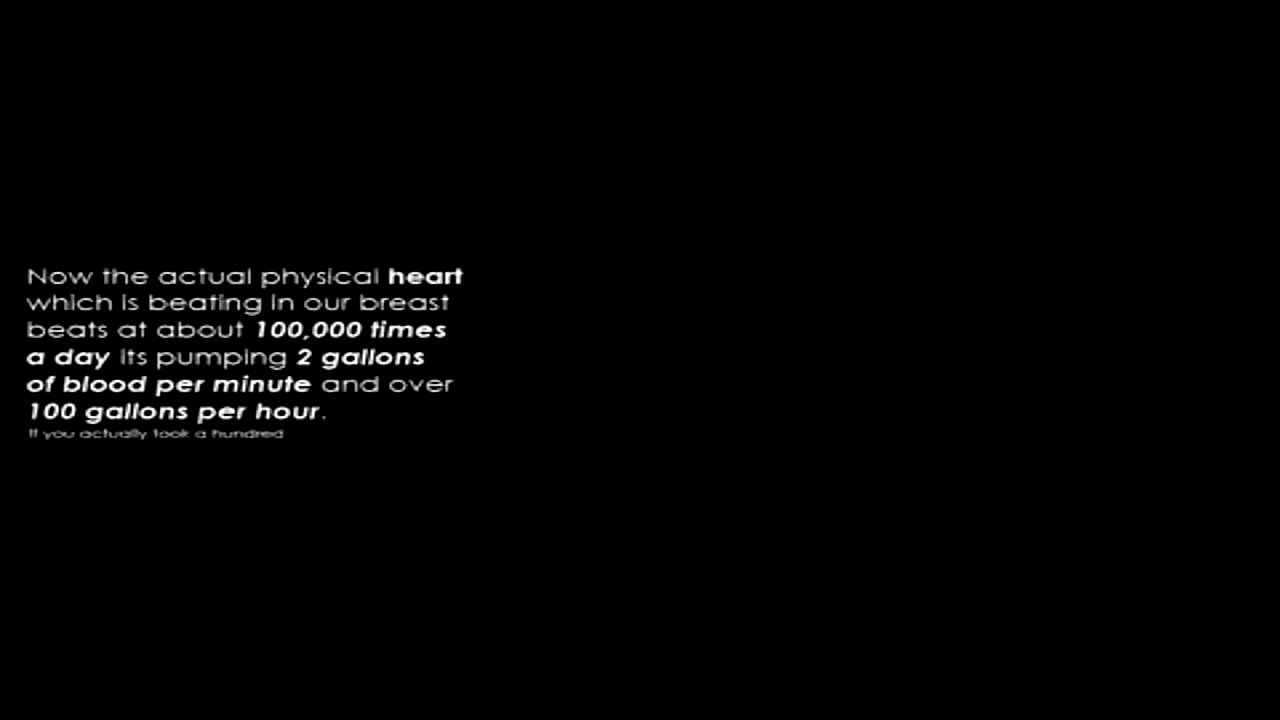 Now the actual physical heart
which is beating in our breast
beats at about 100,000 times
a day its pumping 2 gallons
of blood per minute and over
100 gallons per hour.
If you actually took a hundred